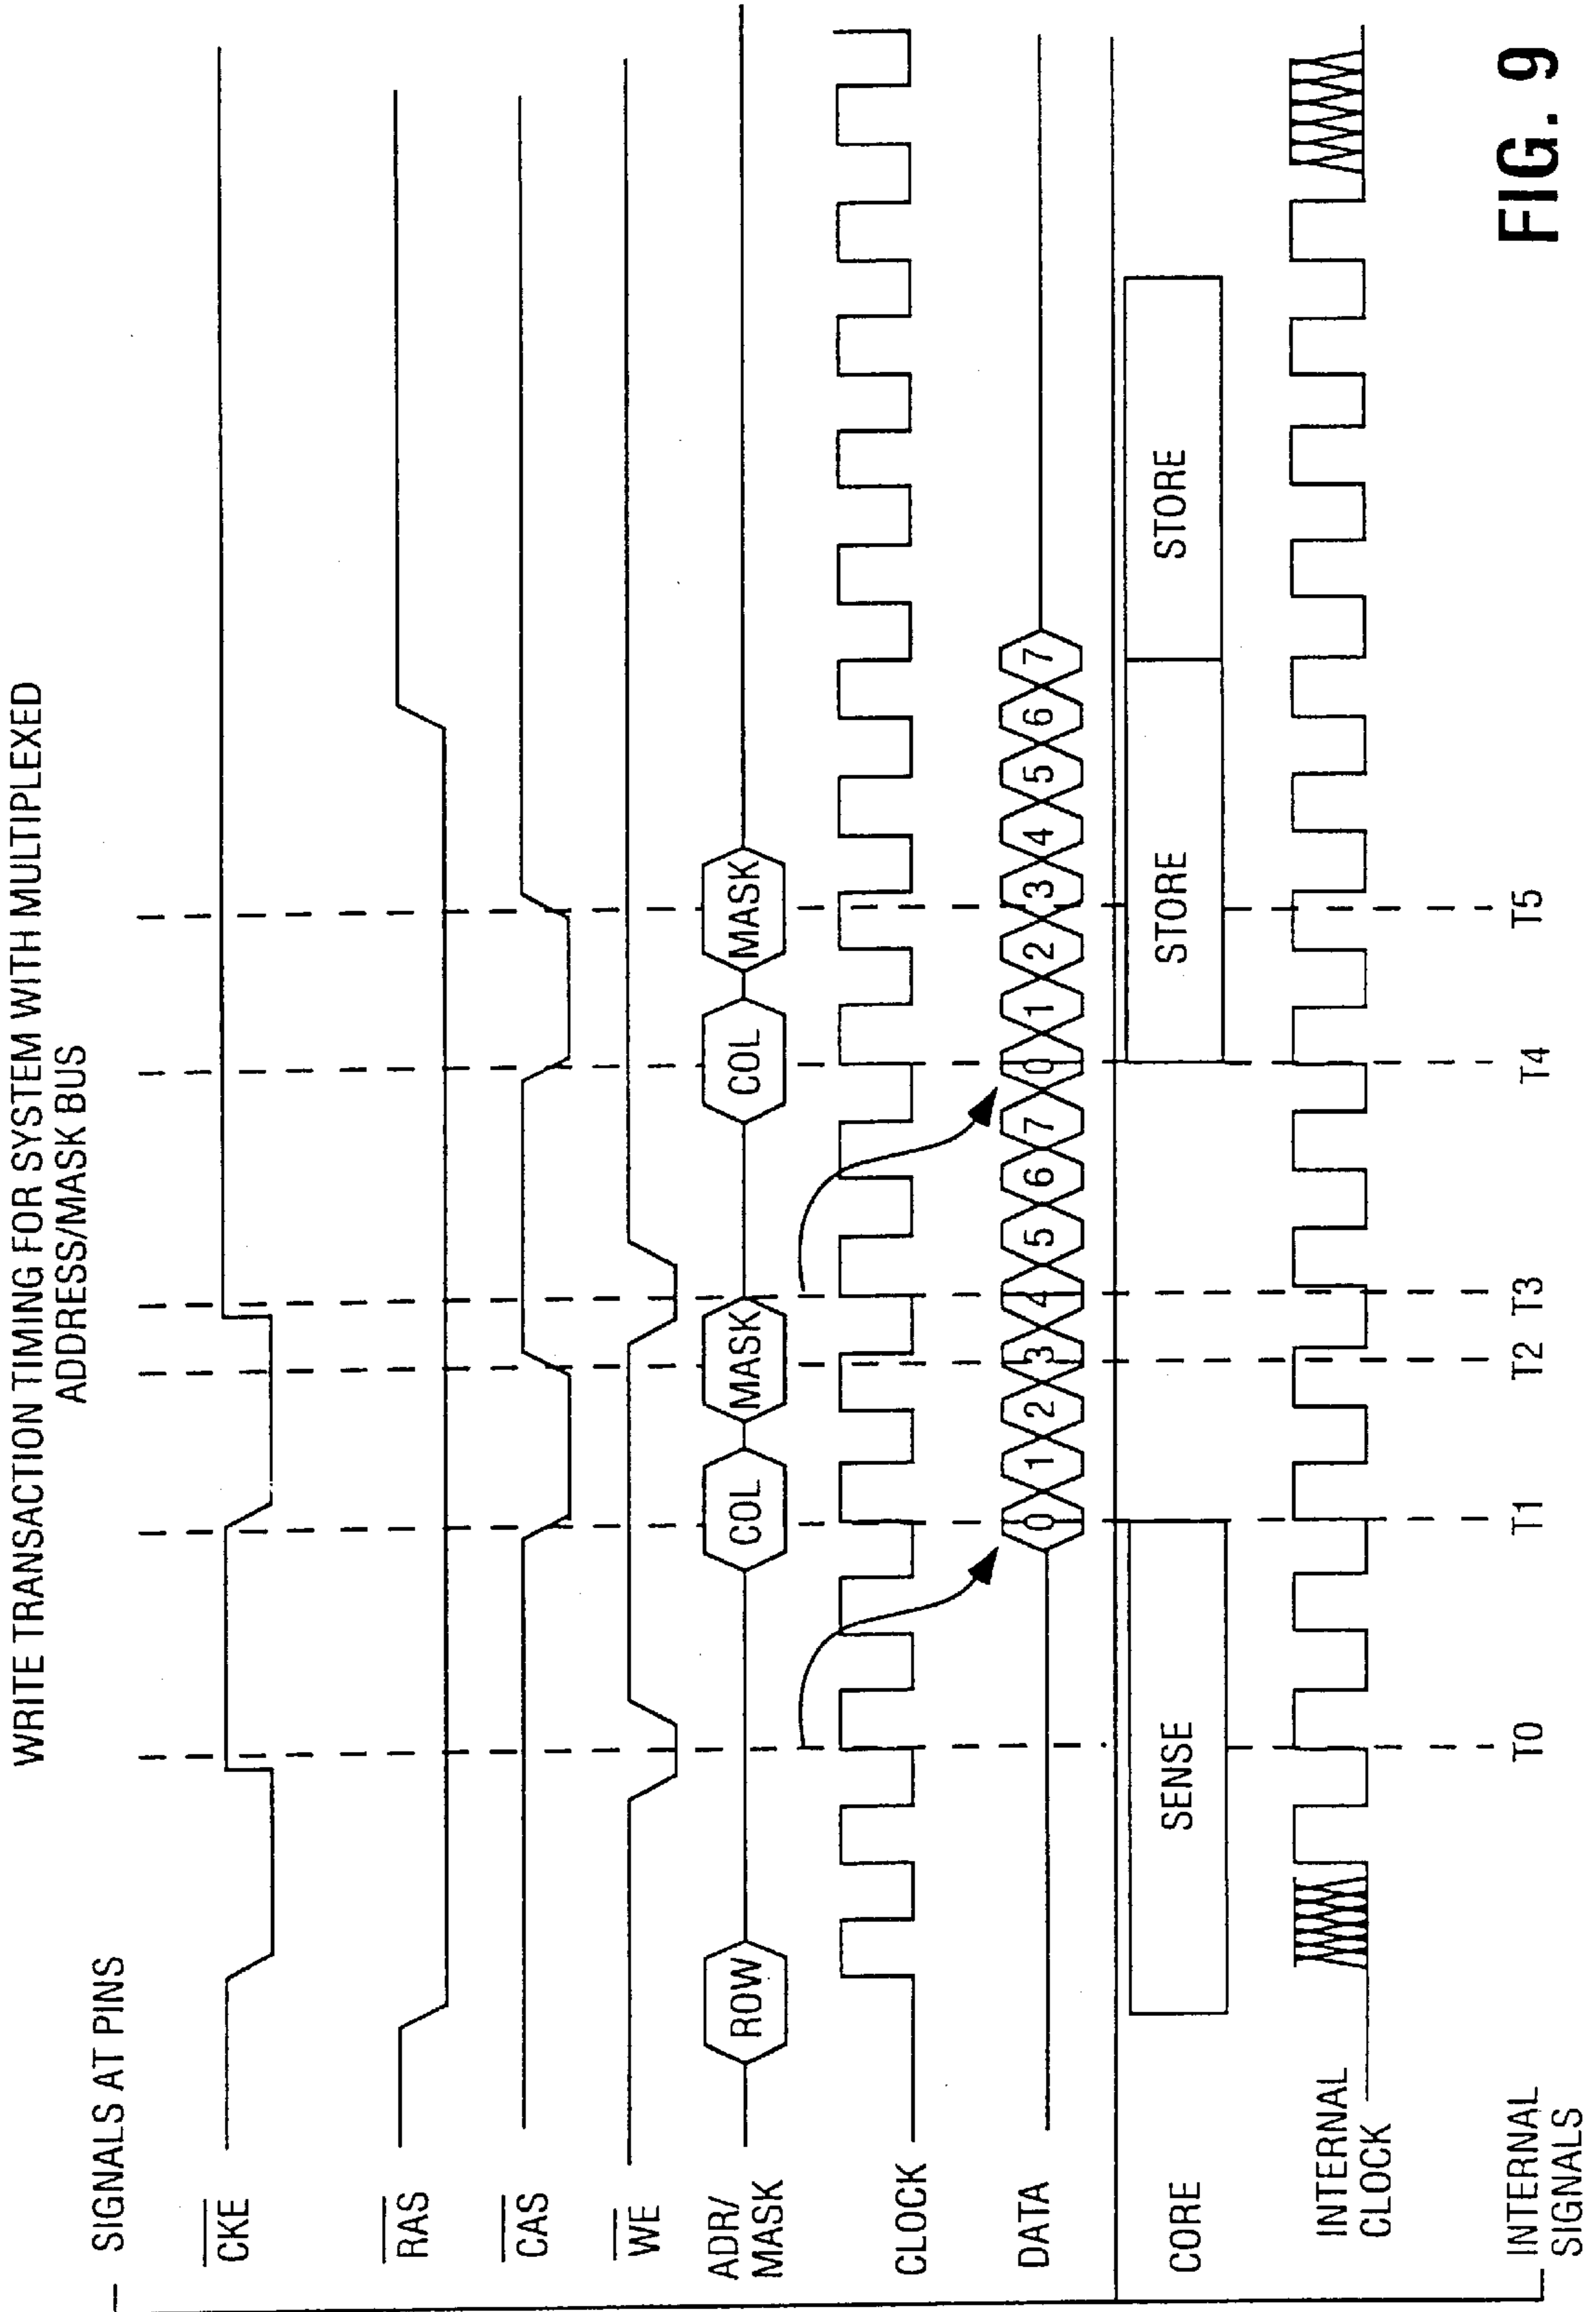 WRITE TRANSACTION TIMING FOR SYSTEM WITH MULTIPLEXED
ADDRESS/MASK BUS
SIGNALS AT PINS
CKE
RAS
CAS
WE
ADR/
MASK
ROW COL MASK COL MASK
CLOCK
DATA
0 1 2 3 4 5 6 7 0 1 2 3 4 5 6 7
CORE
SENSE STORE STORE
INTERNAL
CLOCK
INTERNAL
SIGNALS
T0 T1 T2 T3 T4 T5
FIG. 9